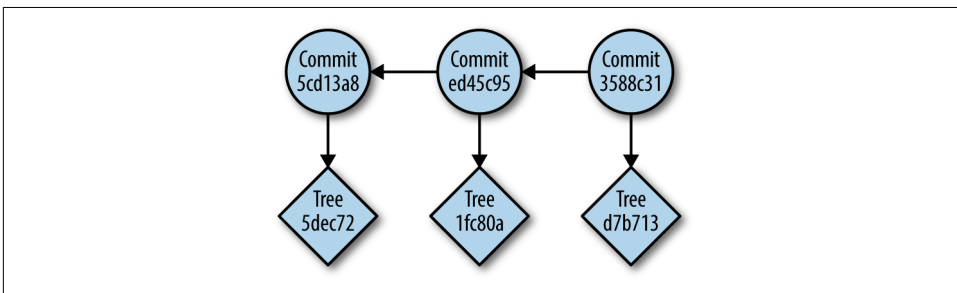 Commit
5cd13a8
Commit
ed45c95
Commit
3588c31
Tree
5dec72
Tree
1fc80a
Tree
d7b713